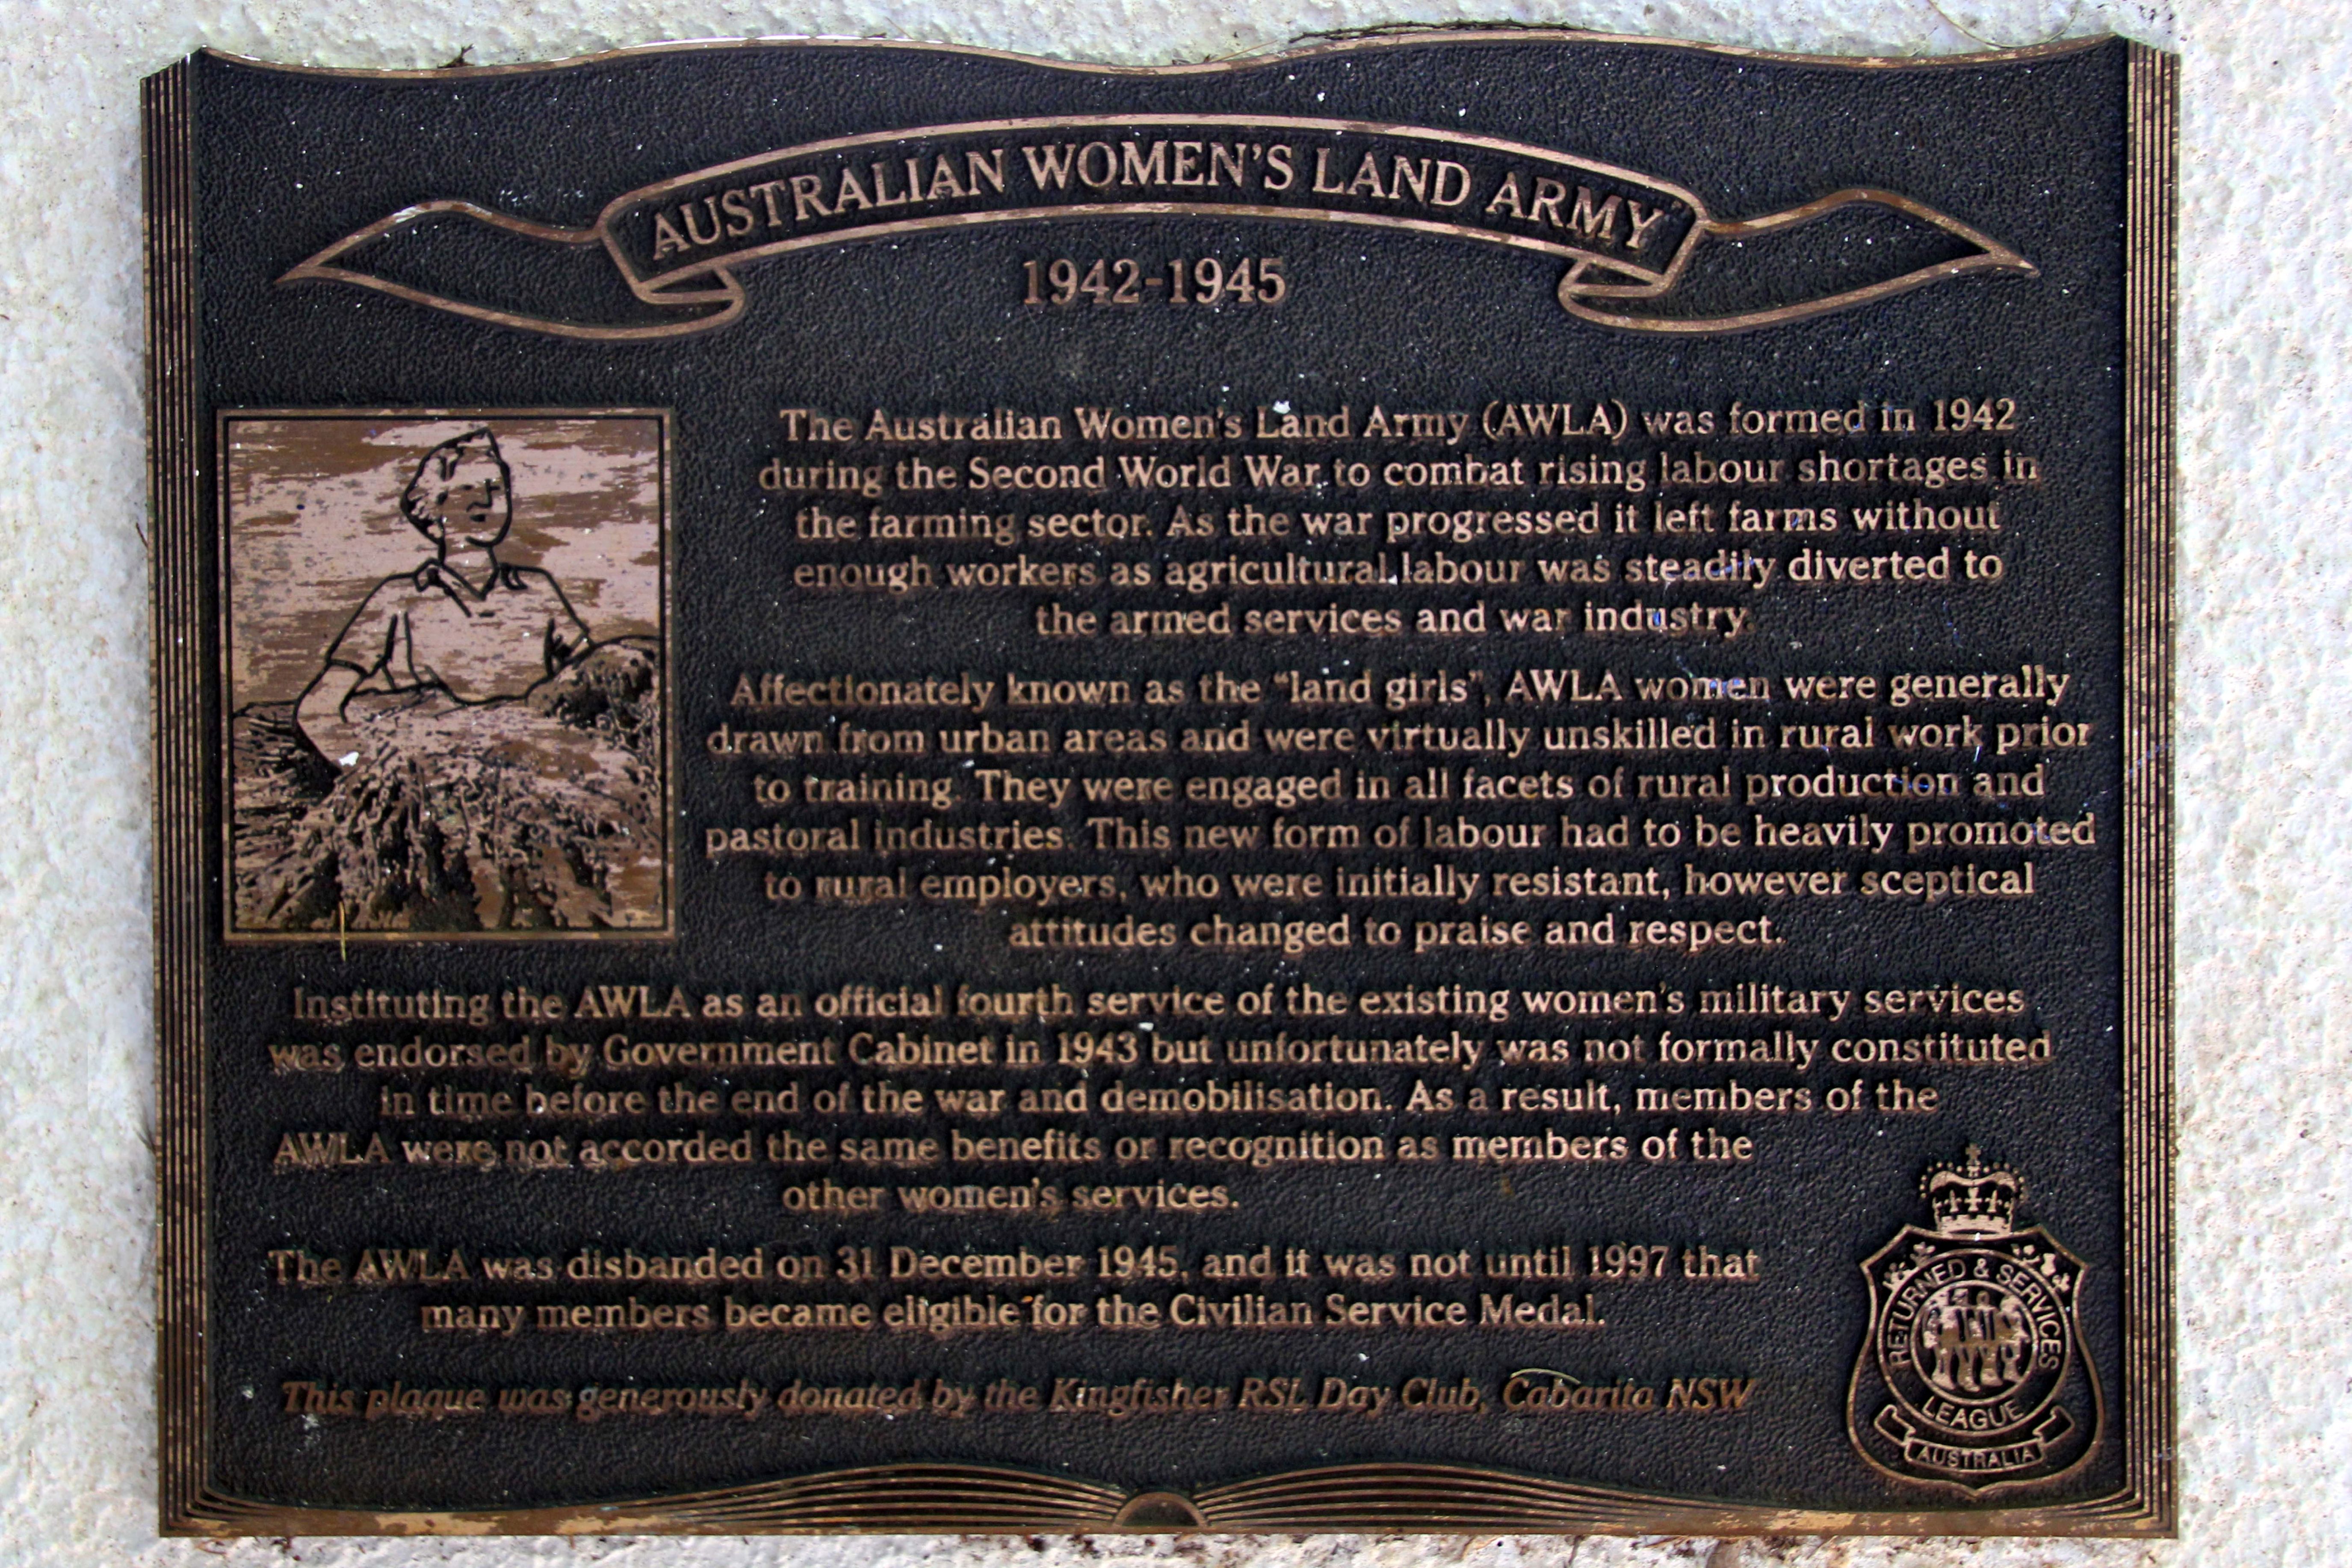 AUSTRALIAN WOMEN'S LAND ARMY
1942-1945
The Australian Women's Land Army (AWLA) was formed in 1942
during the Second World War to combat rising labour shortages in
the farming sector. As the war progressed it left farms without
enough workers as agricultural labour was steadily diverted to
the armed services and war industry.
Affectionately known as the "land girls", AWLA women were generally
drawn from urban areas and were virtually unskilled in rural work prior
to training. They were engaged in all facets of rural production and
pastoral industries. This new form of labour had to be heavily promoted
to rural employers, who were initially resistant, however sceptical
attitudes changed to praise and respect.
Instituting the AWLA as an official fourth service of the existing women's military services
was endorsed by Government Cabinet in 1943 but unfortunately was not formally constituted
in time before the end of the war and demobilisation. As a result, members of the
AWLA were not accorded the same benefits or recognition as members of the
other women's services.
The AWLA was disbanded on 31 December 1945, and it was not until 1997 that
many members became eligible for the Civilian Service Medal.
This plaque was generously donated by the Kingfisher RSL Day Club, Cabarita NSW
RETURNED & SERVICES
LEAGUE
AUSTRALIA